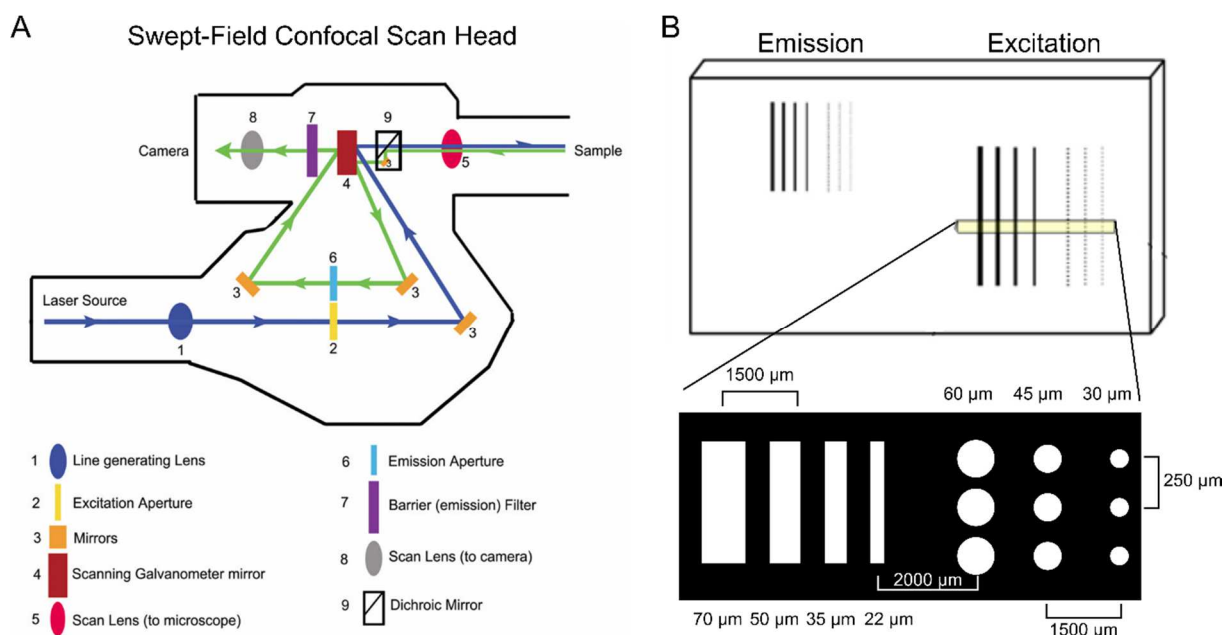 A
Swept-Field Confocal Scan Head
8
7
9
Camera
3
5
Sample
4
6
3
3
Laser Source
3
1
2
1 Line generating Lens
2 Excitation Aperture
3 Mirrors
4 Scanning Galvanometer mirror
5 Scan Lens (to microscope)
6 Emission Aperture
7 Barrier (emission) Filter
8 Scan Lens (to camera)
9 Dichroic Mirror
B
Emission
Excitation
1500 µm
60 µm 45 µm 30 µm
250 µm
2000 µm
70 µm 50 µm 35 µm 22 µm
1500 µm